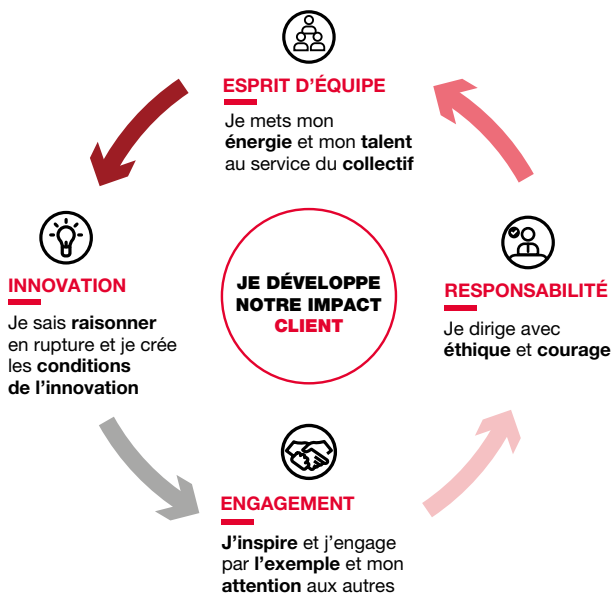 ESPRIT D’ÉQUIPE
Je mets mon
énergie et mon talent
au service du collectif
INNOVATION
Je sais raisonner
en rupture et je crée
les conditions
de l’innovation
JE DÉVELOPPE
NOTRE IMPACT
CLIENT
RESPONSABILITÉ
Je dirige avec
éthique et courage
ENGAGEMENT
J’inspire et j’engage
par l’exemple et mon
attention aux autres